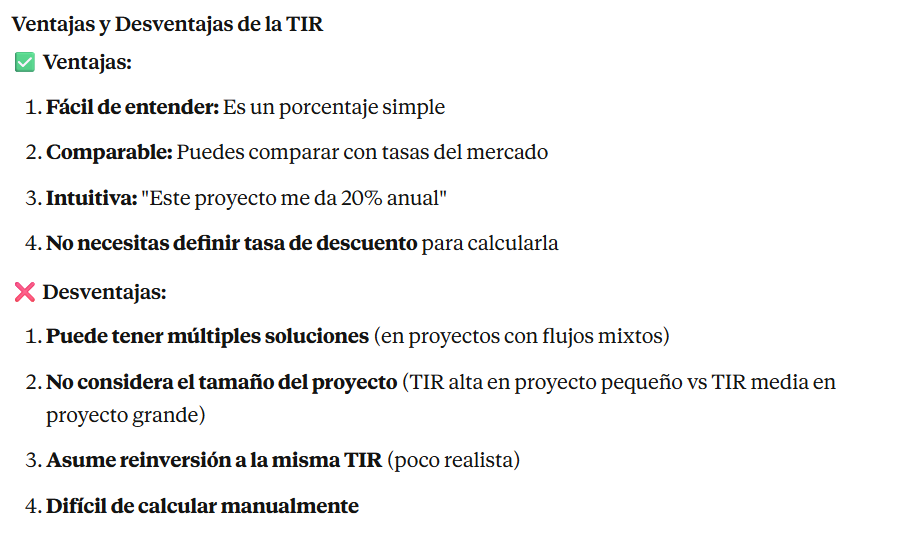 Ventajas y Desventajas de la TIR
✅ Ventajas:
1. Fácil de entender: Es un porcentaje simple
2. Comparable: Puedes comparar con tasas del mercado
3. Intuitiva: "Este proyecto me da 20% anual"
4. No necesitas definir tasa de descuento para calcularla
❌ Desventajas:
1. Puede tener múltiples soluciones (en proyectos con flujos mixtos)
2. No considera el tamaño del proyecto (TIR alta en proyecto pequeño vs TIR media en
proyecto grande)
3. Asume reinversión a la misma TIR (poco realista)
4. Difícil de calcular manualmente